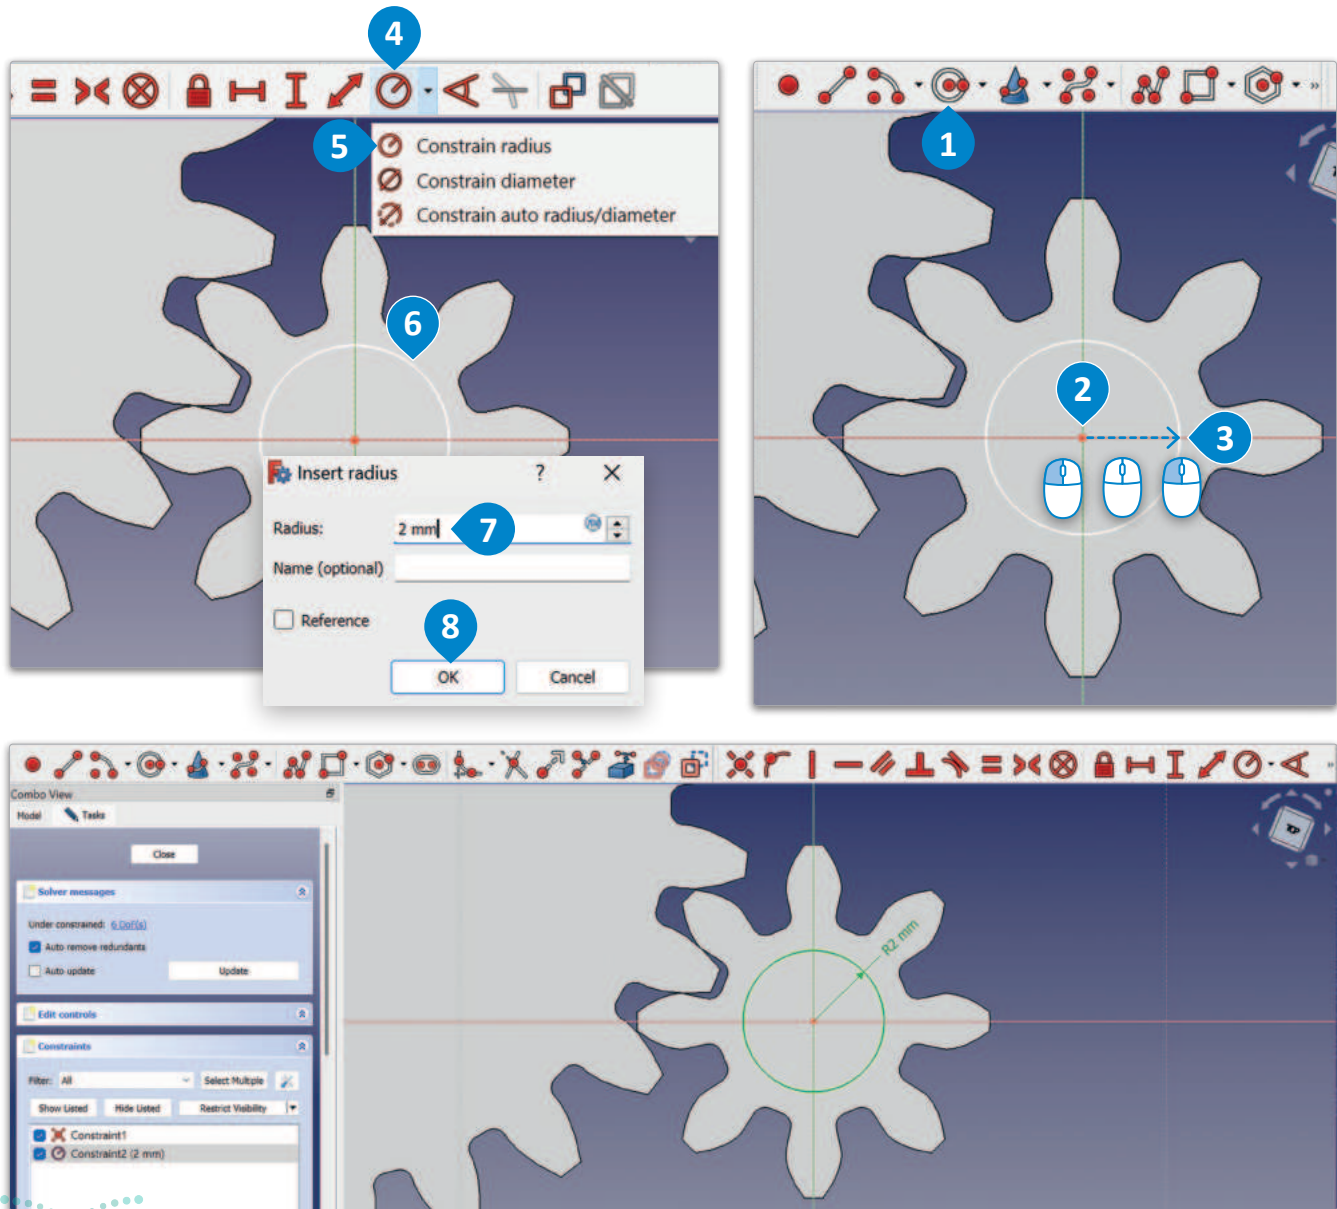 4
5
Constrain radius
Constrain diameter
Constrain auto radius/diameter
6
Insert radius
?
Radius:
2 mm
7
Name (optional)
Reference
8
OK
Cancel
1
2
3
Combo View
Model
Tasks
Close
Solver messages
Under constrained: 6 DoF(s)
Auto remove redundants
Auto update
Update
Edit controls
Constraints
Filter: All
Select Multiple
Show Listed
Hide Listed
Restrict Visibility
Constraint1
Constraint2 (2 mm)
R2 mm
TOP